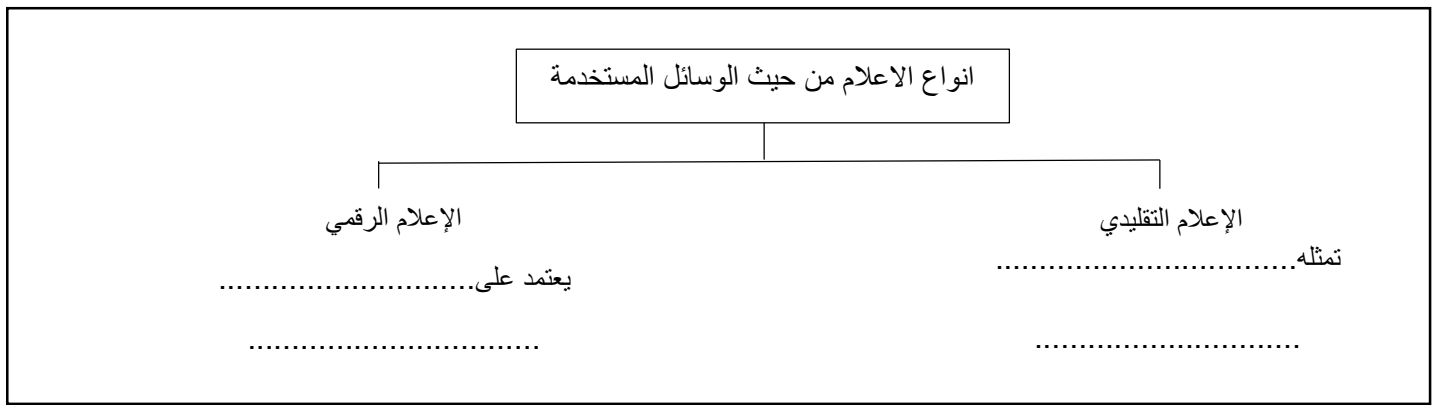 انواع الاعلام من حيث الوسائل المستخدمة
الإعلام التقليدي
تمثله..................................
..............................
الإعلام الرقمي
يعتمد على.............................
.................................